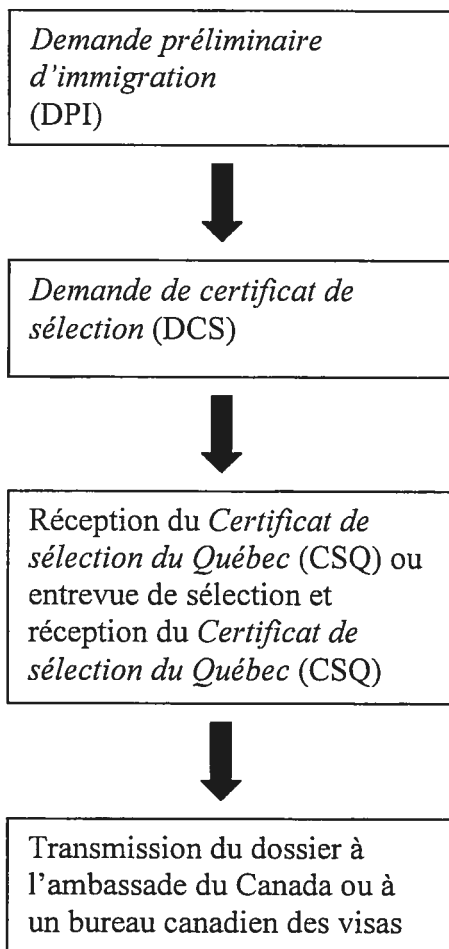 Demande préliminaire
d'immigration
(DPI)
Demande de certificat de
sélection (DCS)
Réception du Certificat de
sélection du Québec (CSQ) ou
entrevue de sélection et
réception du Certificat de
sélection du Québec (CSQ)
Transmission du dossier à
l'ambassade du Canada ou à
un bureau canadien des visas